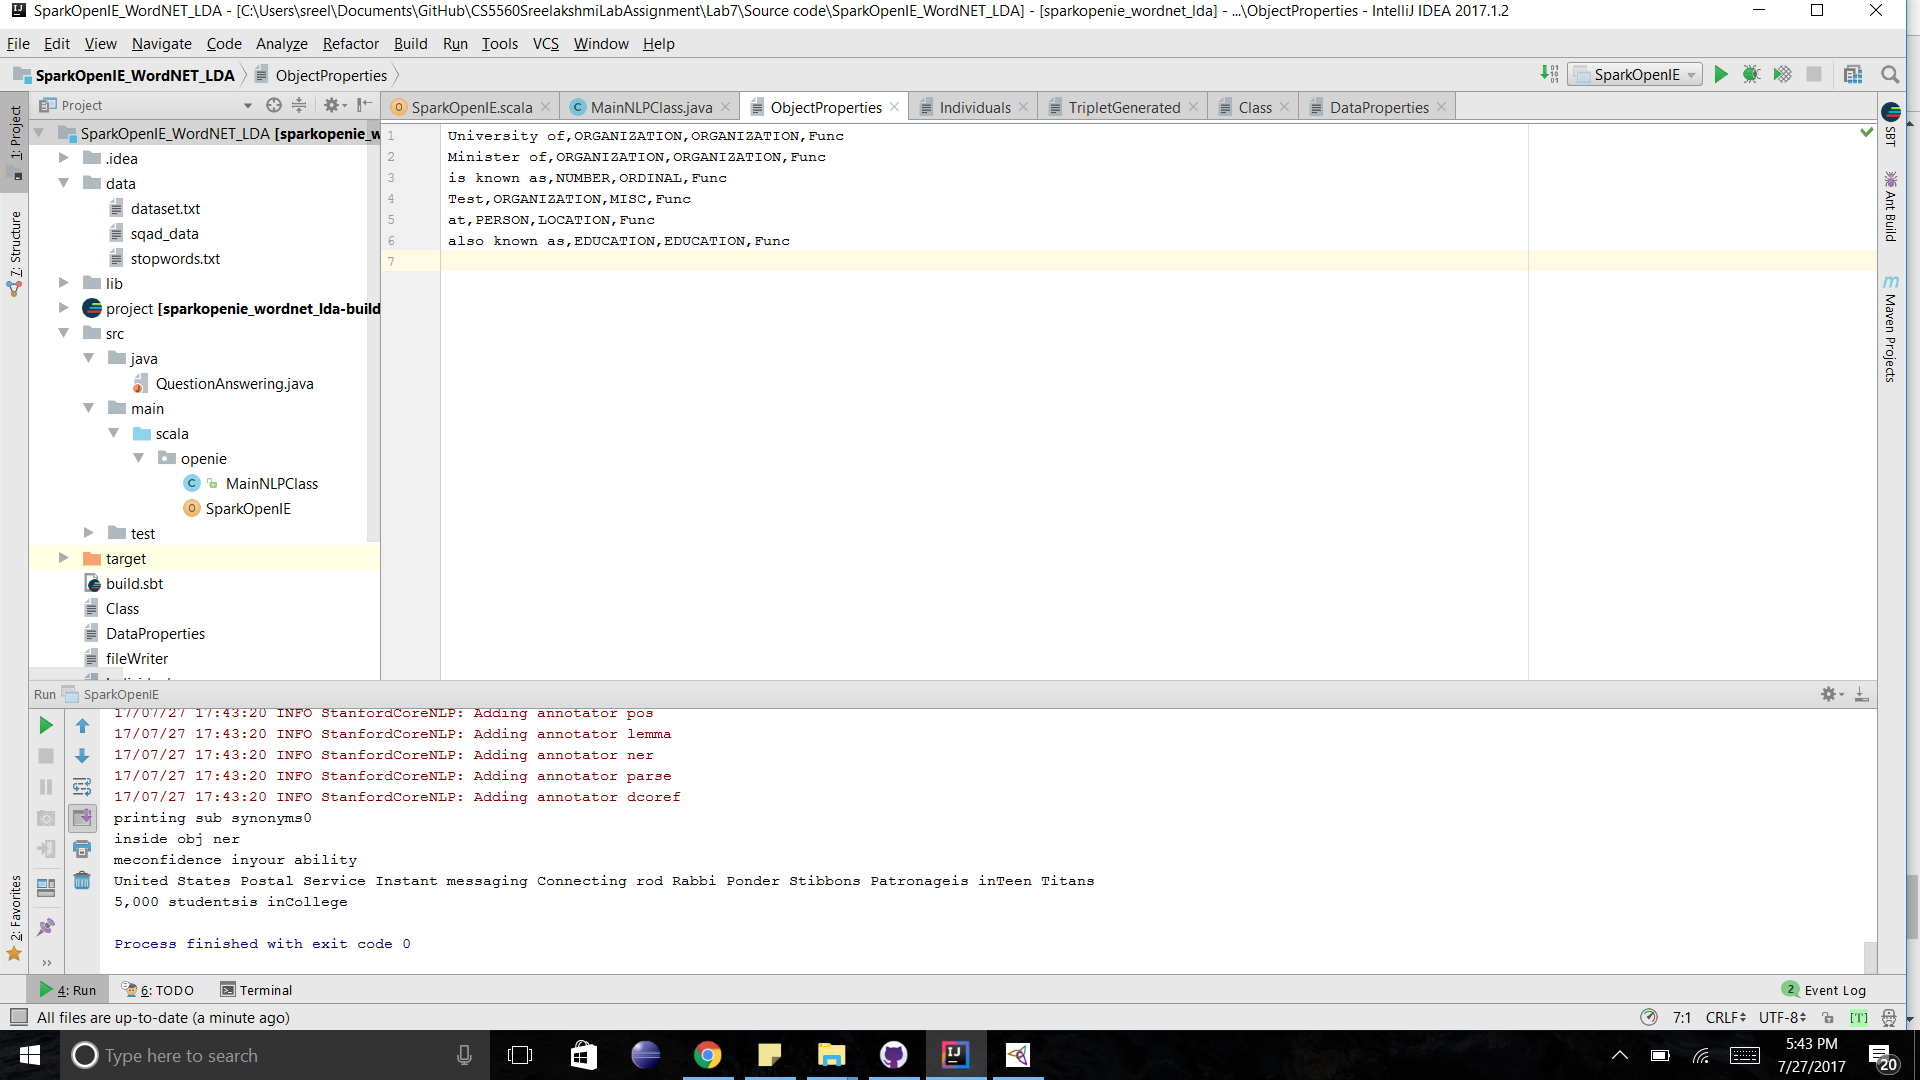 SparkOpenIE_WordNET_LDA - [C:\Users\sreel\Documents\GitHub\CS5560SreelakshmiLabAssignment\Lab7\Source code\SparkOpenIE_WordNET_LDA] - [sparkopenie_wordnet_lda] - ...\ObjectProperties - IntelliJ IDEA 2017.1.2
File Edit View Navigate Code Analyze Refactor Build Run Tools VCS Window Help
SparkOpenIE_WordNET_LDA ObjectProperties SparkOpenIE
Project
SparkOpenIE.scala MainNLPClass.java ObjectProperties Individuals TripletGenerated Class DataProperties
1: Project
7: Structure
2: Favorites
SparkOpenIE_WordNET_LDA [sparkopenie_w
.idea
data
dataset.txt
sqad_data
stopwords.txt
lib
project [sparkopenie_wordnet_lda-build
src
java
QuestionAnswering.java
main
scala
openie
MainNLPClass
SparkOpenIE
test
target
build.sbt
Class
DataProperties
fileWriter
1 University of,ORGANIZATION,ORGANIZATION,Func
2 Minister of,ORGANIZATION,ORGANIZATION,Func
3 is known as,NUMBER,ORDINAL,Func
4 Test,ORGANIZATION,MISC,Func
5 at,PERSON,LOCATION,Func
6 also known as,EDUCATION,EDUCATION,Func
7
SBT
Ant Build
Maven Projects
Run SparkOpenIE
17/07/27 17:43:20 INFO StanfordCoreNLP: Adding annotator pos
17/07/27 17:43:20 INFO StanfordCoreNLP: Adding annotator lemma
17/07/27 17:43:20 INFO StanfordCoreNLP: Adding annotator ner
17/07/27 17:43:20 INFO StanfordCoreNLP: Adding annotator parse
17/07/27 17:43:20 INFO StanfordCoreNLP: Adding annotator dcoref
printing sub synonyms0
inside obj ner
meconfidence inyour ability
United States Postal Service Instant messaging Connecting rod Rabbi Ponder Stibbons Patronageis inTeen Titans
5,000 studentsis inCollege
Process finished with exit code 0
4: Run 6: TODO Terminal 2 Event Log
All files are up-to-date (a minute ago) 7:1 CRLF UTF-8 [T]
Type here to search
5:43 PM
7/27/2017
20